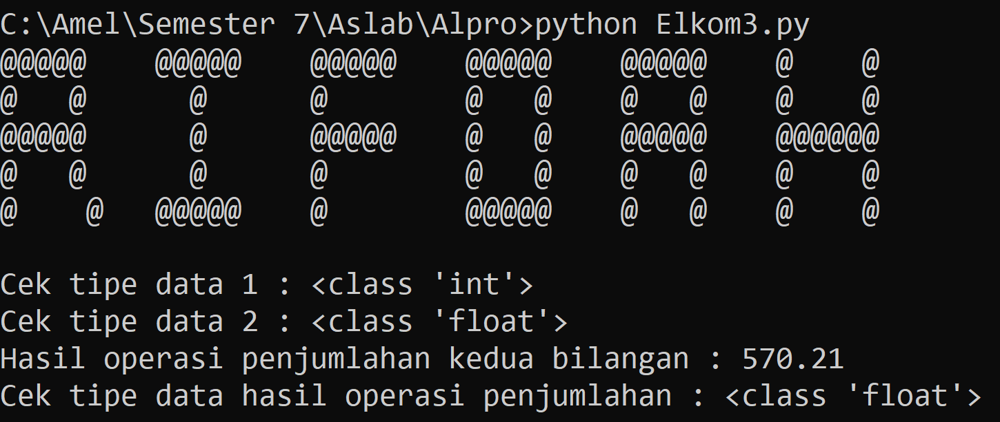 C:\Amel\Semester 7\Aslab\Alpro>python Elkom3.py
@@@@@    @@@@@    @@@@@    @@@@@    @@@@@    @    @
@   @      @      @        @   @    @   @    @    @
@@@@@      @      @@@@@    @   @    @@@@@    @@@@@@
@   @      @      @        @   @    @   @    @    @
@    @   @@@@@    @        @@@@@    @   @    @    @
Cek tipe data 1 : <class 'int'>
Cek tipe data 2 : <class 'float'>
Hasil operasi penjumlahan kedua bilangan : 570.21
Cek tipe data hasil operasi penjumlahan : <class 'float'>